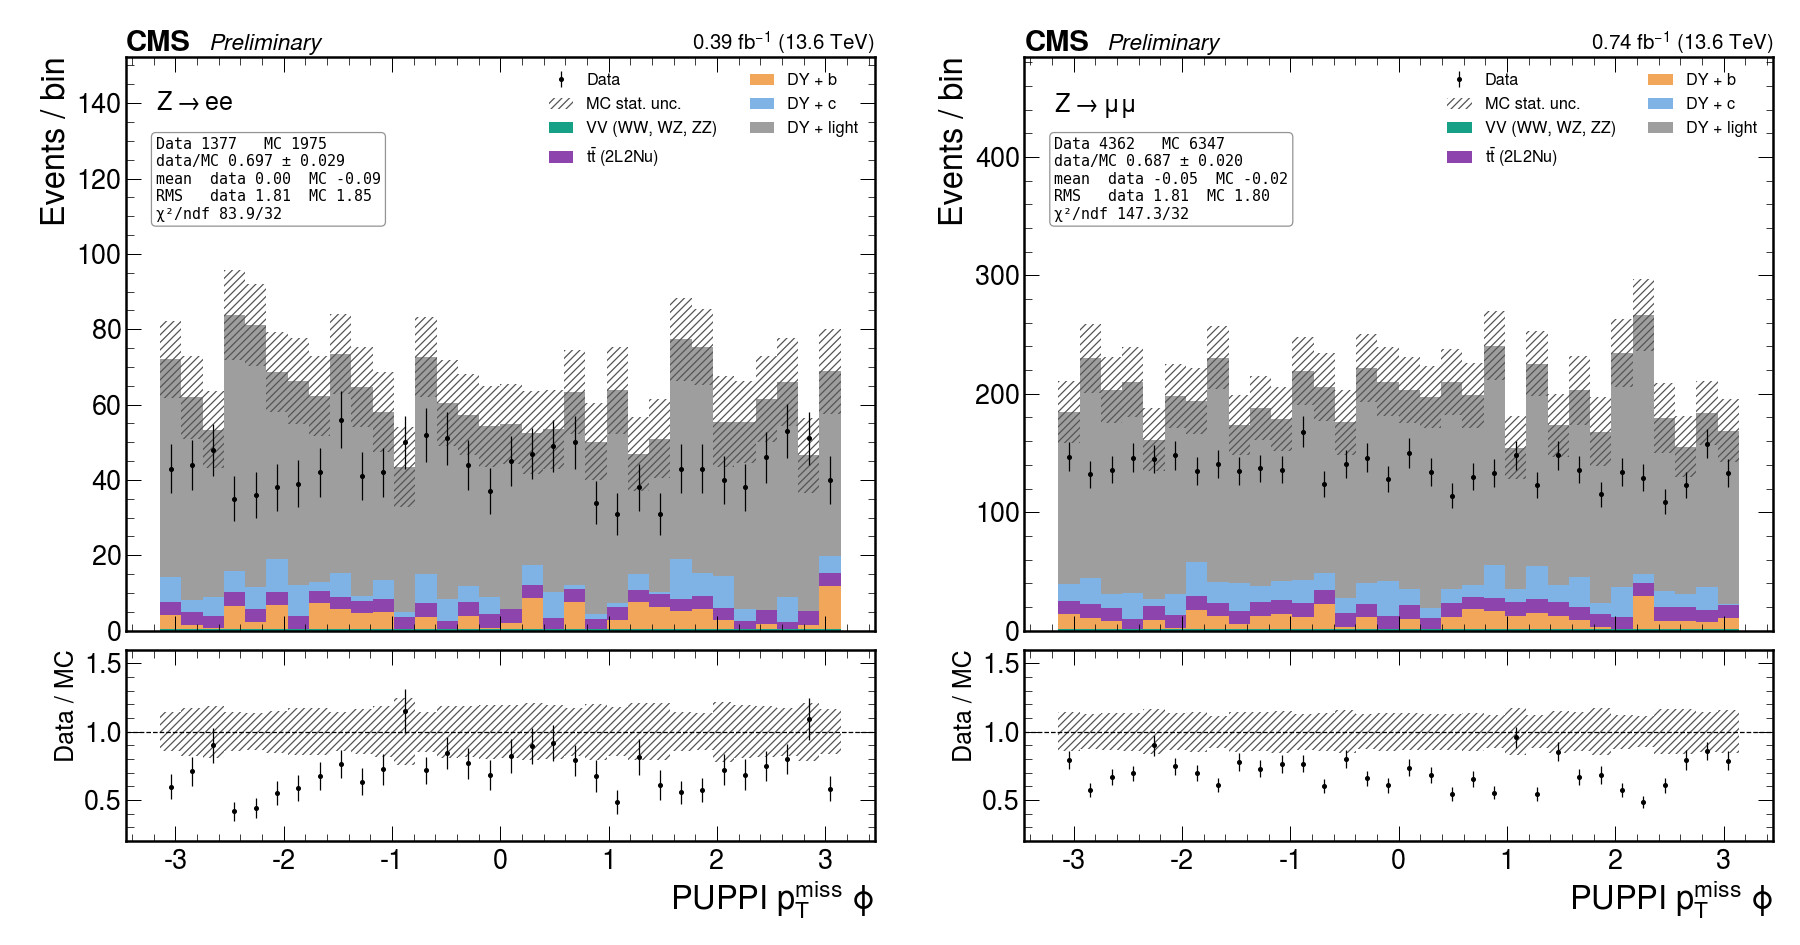 CMS Preliminary 0.39 fb⁻¹ (13.6 TeV)
Events / bin
Z→ee
Data 1377   MC 1975
data/MC 0.697 ± 0.029
mean  data 0.00  MC -0.09
RMS   data 1.81  MC 1.85
χ²/ndf 83.9/32
Data
MC stat. unc.
VV (WW, WZ, ZZ)
tt̄ (2L2Nu)
DY + b
DY + c
DY + light
140
120
100
80
60
40
20
0
Data / MC
1.5
1.0
0.5
-3 -2 -1 0 1 2 3
PUPPI p_T^miss ϕ
CMS Preliminary 0.74 fb⁻¹ (13.6 TeV)
Events / bin
Z→μμ
Data 4362   MC 6347
data/MC 0.687 ± 0.020
mean  data -0.05  MC -0.02
RMS   data 1.81  MC 1.80
χ²/ndf 147.3/32
Data
MC stat. unc.
VV (WW, WZ, ZZ)
tt̄ (2L2Nu)
DY + b
DY + c
DY + light
400
300
200
100
0
Data / MC
1.5
1.0
0.5
-3 -2 -1 0 1 2 3
PUPPI p_T^miss ϕ